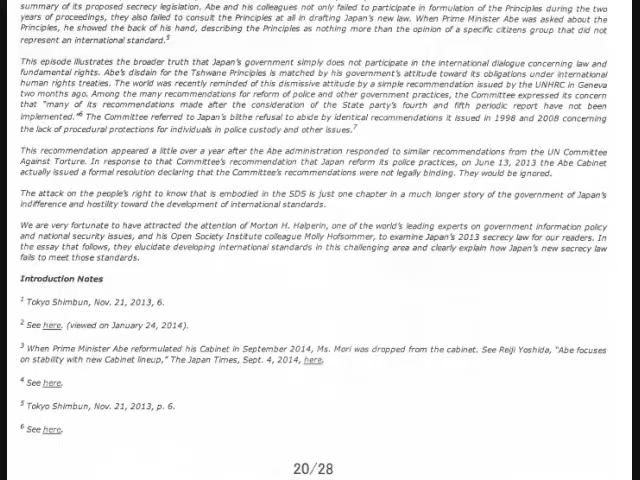 summary of its proposed secrecy legislation. Abe and his colleagues not only failed to participate in formulation of the Principles during the two
years of proceedings, they also failed to consult the Principles at all in drafting Japan's new law. When Prime Minister Abe was asked about the
Principles, he showed the back of his hand, describing the Principles as nothing more than the opinion of a specific citizens group that did not
represent an international standard.5
This episode illustrates the broader truth that Japan's government simply does not participate in the international dialogue concerning law and
fundamental rights. Abe's disdain for the Tshwane Principles is matched by his government's attitude toward its obligations under international
human rights treaties. The world was recently reminded of this dismissive attitude by a simple recommendation issued by the UNHRC in Geneva
two months ago. Among the many recommendations for reform of police and other government practices, the Committee expressed its concern
that "many of its recommendations made after the consideration of the State party's fourth and fifth periodic report have not been
implemented."6 The Committee referred to Japan's bilthe refusal to abide by identical recommendations it issued in 1998 and 2008 concerning
the lack of procedural protections for individuals in police custody and other issues.7
This recommendation appeared a little over a year after the Abe administration responded to similar recommendations from the UN Committee
Against Torture. In response to that Committee's recommendation that Japan reform its police practices, on June 13, 2013 the Abe Cabinet
actually issued a formal resolution declaring that the Committee's recommendations were not legally binding. They would be ignored.
The attack on the people's right to know that is embodied in the SDS is just one chapter in a much longer story of the government of Japan's
indifference and hostility toward the development of international standards.
We are very fortunate to have attracted the attention of Morton H. Halperin, one of the world's leading experts on government information policy
and national security issues, and his Open Society Institute colleague Molly Hofsommer, to examine Japan's 2013 secrecy law for our readers. In
the essay that follows, they elucidate developing international standards in this challenging area and clearly explain how Japan's new secrecy law
fails to meet those standards.
Introduction Notes
1 Tokyo Shimbun, Nov. 21, 2013, 6.
2 See here. (viewed on January 24, 2014).
3 When Prime Minister Abe reformulated his Cabinet in September 2014, Ms. Mori was dropped from the cabinet. See Reiji Yoshida, "Abe focuses
on stability with new Cabinet lineup," The Japan Times, Sept. 4, 2014, here.
4 See here.
5 Tokyo Shimbun, Nov. 21, 2013, p. 6.
6 See here.
20/28